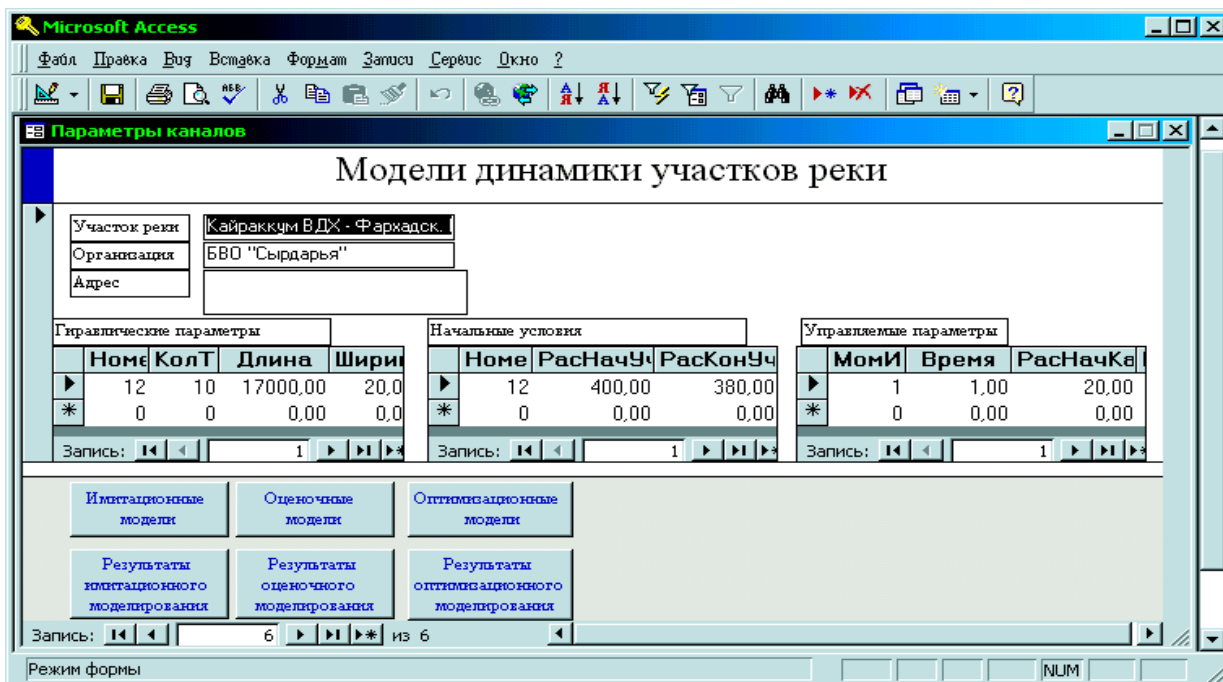 Microsoft Access
Файл Правка Вид Вставка Формат Записи Сервис Окно ?
Параметры каналов
Модели динамики участков реки
Участок реки Кайраккум ВДХ - Фархадск.
Организация БВО "Сырдарья"
Адрес
Гиравлические параметры Начальные условия Управляемые параметры
Номе КолТ Длина Шири Номе РасНачУч РасКонУч МомИ Время РасНачКа
12 10 17000,00 20,0 12 400,00 380,00 1 1,00 20,00
0 0 0,00 0,0 0 0,00 0,00 0 0,00 0,00
Запись: 1 Запись: 1 Запись: 1
Имитационные модели Оценочные модели Оптимизационные модели
Результаты имитационного моделирования Результаты оценочного моделирования Результаты оптимизационного моделирования
Запись: 6 из 6
Режим формы NUM